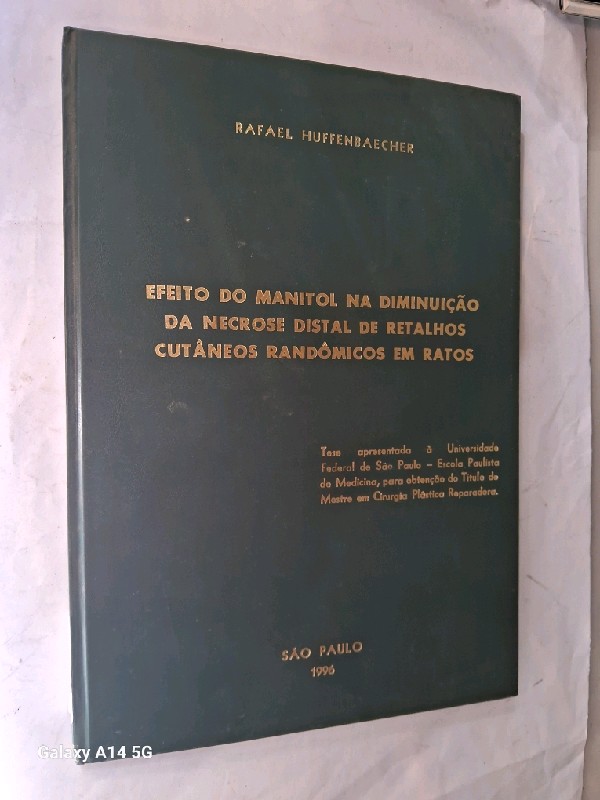 RAFAEL HUFFENBAECHER
EFEITO DO MANITOL NA DIMINUIÇÃO
DA NECROSE DISTAL DE RETALHOS
CUTÂNEOS RANDÔMICOS EM RATOS
Tese apresentada à Universidade
Federal de São Paulo – Escola Paulista
de Medicina, para obtenção do Título de
Mestre em Cirurgia Plástica Reparadora.
SÃO PAULO
1996
Galaxy A14 5G